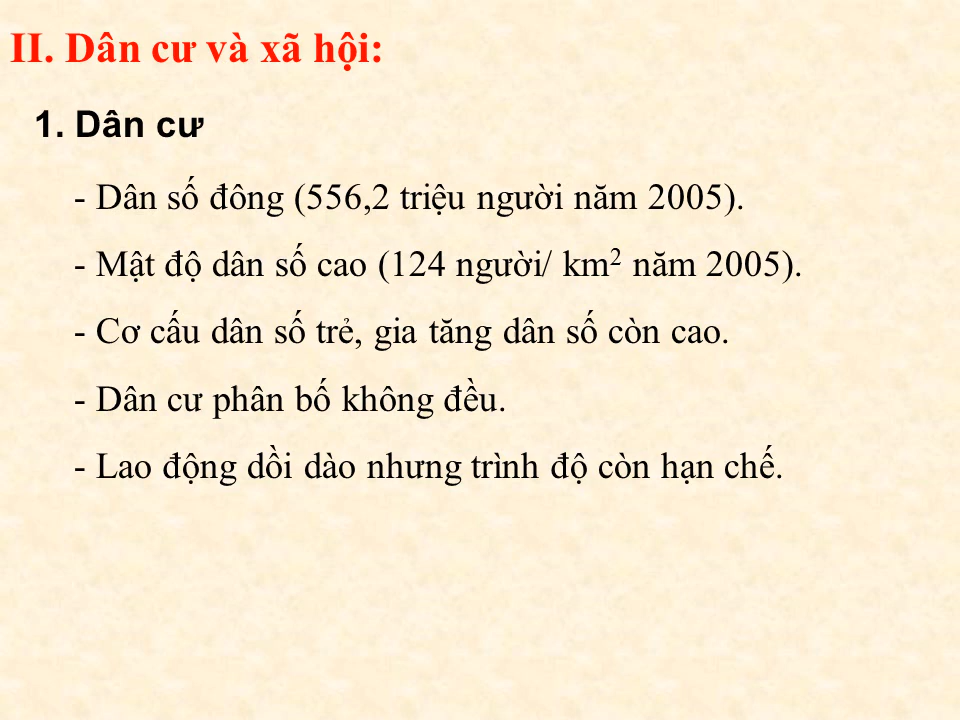 II. Dân cư và xã hội:
1. Dân cư
- Dân số đông (556,2 triệu người năm 2005).
- Mật độ dân số cao (124 người/ km² năm 2005).
- Cơ cấu dân số trẻ, gia tăng dân số còn cao.
- Dân cư phân bố không đều.
- Lao động dồi dào nhưng trình độ còn hạn chế.